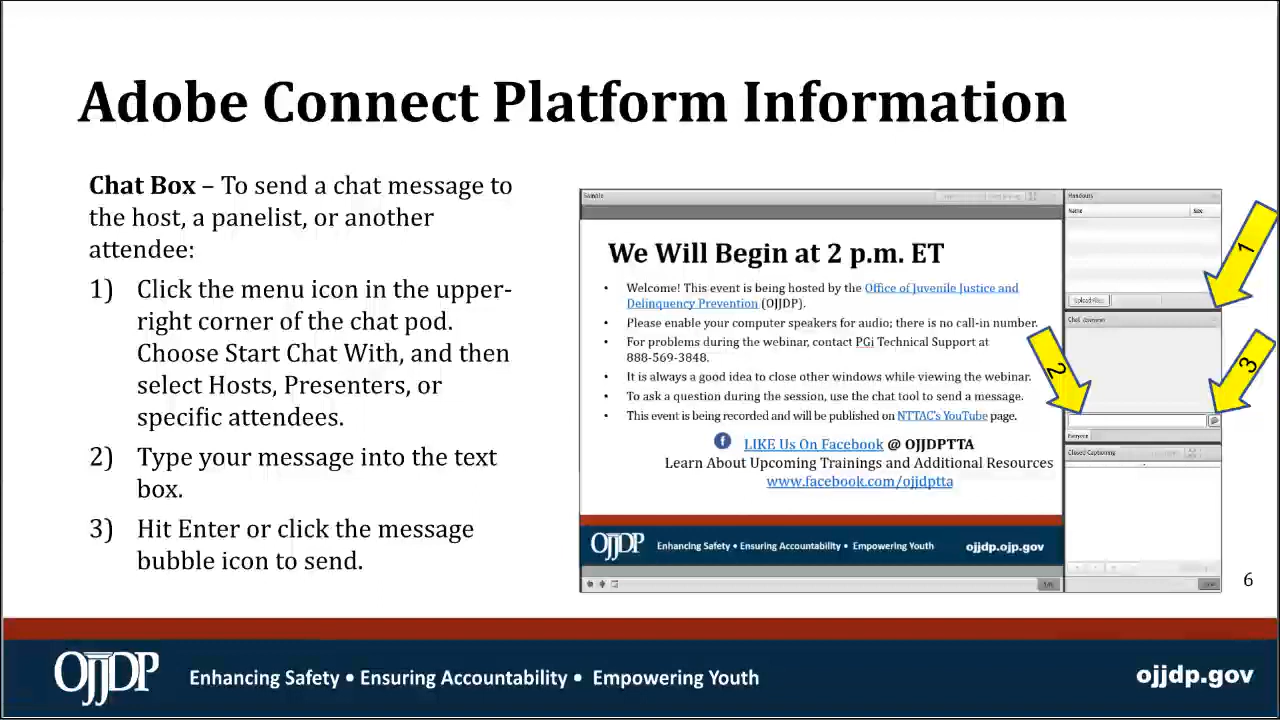 Adobe Connect Platform Information
Chat Box – To send a chat message to
the host, a panelist, or another
attendee:
1) Click the menu icon in the upper-
right corner of the chat pod.
Choose Start Chat With, and then
select Hosts, Presenters, or
specific attendees.
2) Type your message into the text
box.
3) Hit Enter or click the message
bubble icon to send.
Sample
We Will Begin at 2 p.m. ET
• Welcome! This event is being hosted by the Office of Juvenile Justice and
Delinquency Prevention (OJJDP).
• Please enable your computer speakers for audio; there is no call-in number.
• For problems during the webinar, contact PGi Technical Support at
888-569-3848.
• It is always a good idea to close other windows while viewing the webinar.
• To ask a question during the session, use the chat tool to send a message.
• This event is being recorded and will be published on NTTAC's YouTube page.
f LIKE Us On Facebook @ OJJDPTTA
Learn About Upcoming Trainings and Additional Resources
www.facebook.com/ojjdptta
OJJDP Enhancing Safety • Ensuring Accountability • Empowering Youth ojjdp.ojp.gov
Handouts
Name Size
Upload Files
1
Chat
2
3
Everyone
Closed Captioning
6
OJJDP Enhancing Safety • Ensuring Accountability • Empowering Youth ojjdp.gov